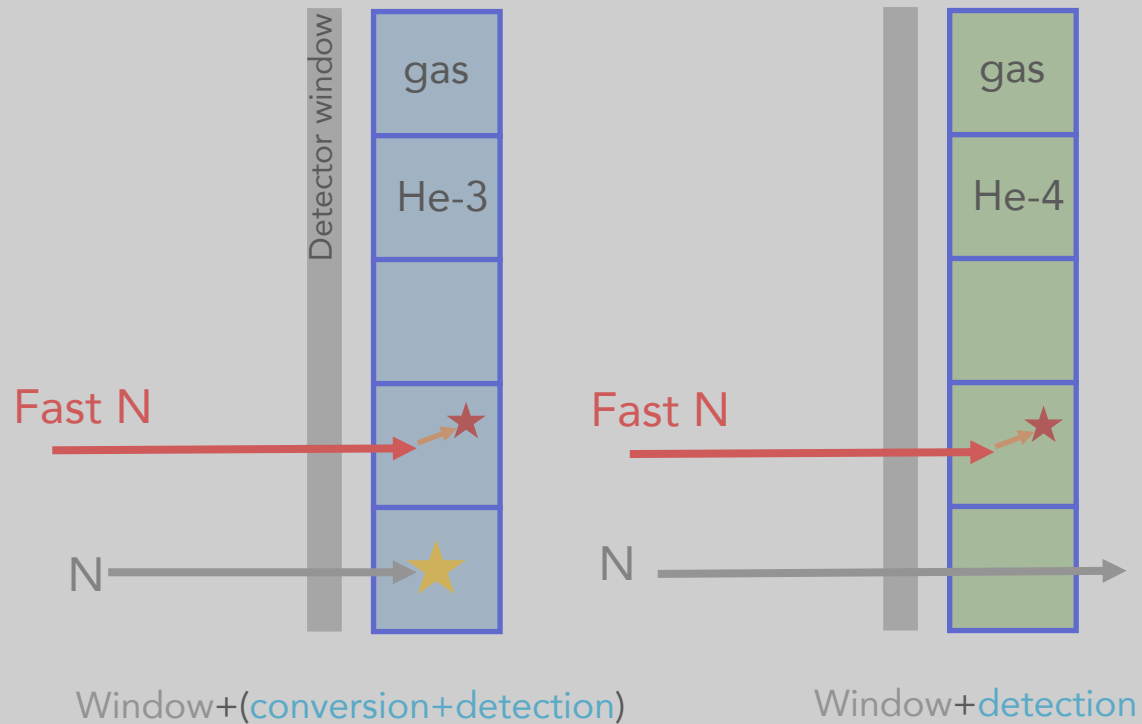 Detector window
gas
He-3
Fast N
N
Window+(conversion+detection)
gas
He-4
Fast N
N
Window+detection